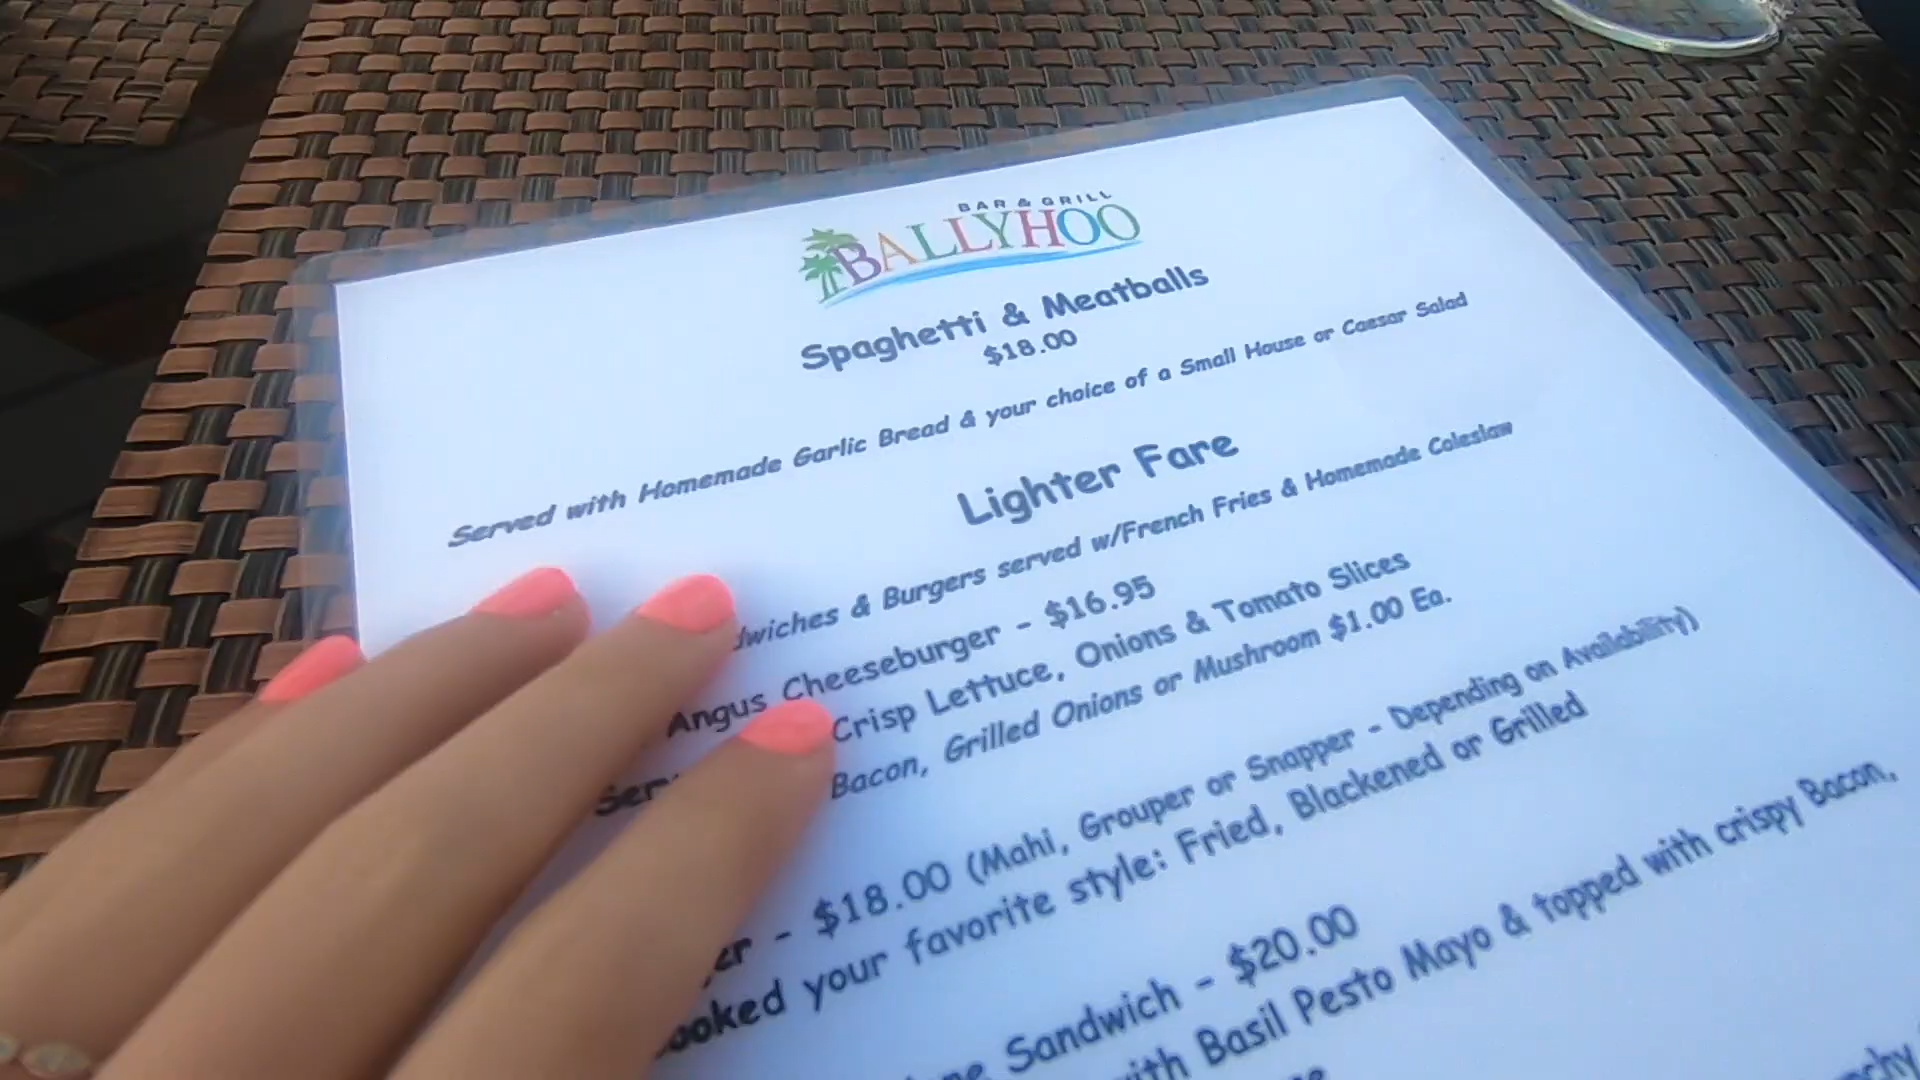 BAR & GRILL
BALLYHOO
Spaghetti & Meatballs
$18.00
Served with Homemade Garlic Bread & your choice of a Small House or Caesar Salad
Lighter Fare
dwiches & Burgers served w/French Fries & Homemade Coleslaw
Angus Cheeseburger - $16.95
Ser Crisp Lettuce, Onions & Tomato Slices
Bacon, Grilled Onions or Mushroom $1.00 Ea.
er - $18.00 (Mahi, Grouper or Snapper - Depending on Availability)
ooked your favorite style: Fried, Blackened or Grilled
Sandwich - $20.00
with Basil Pesto Mayo & topped with crispy Bacon,